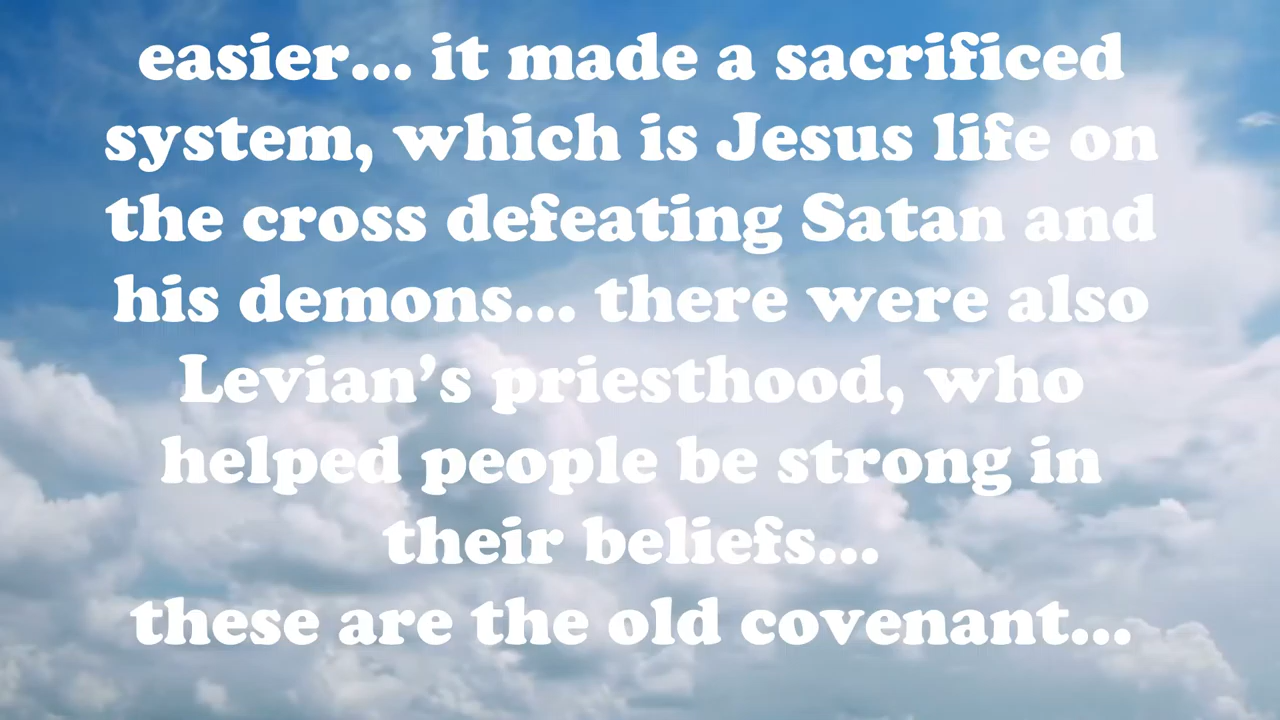 easier... it made a sacrificed
system, which is Jesus life on
the cross defeating Satan and
his demons... there were also
Levian's priesthood, who
helped people be strong in
their beliefs...
these are the old covenant...